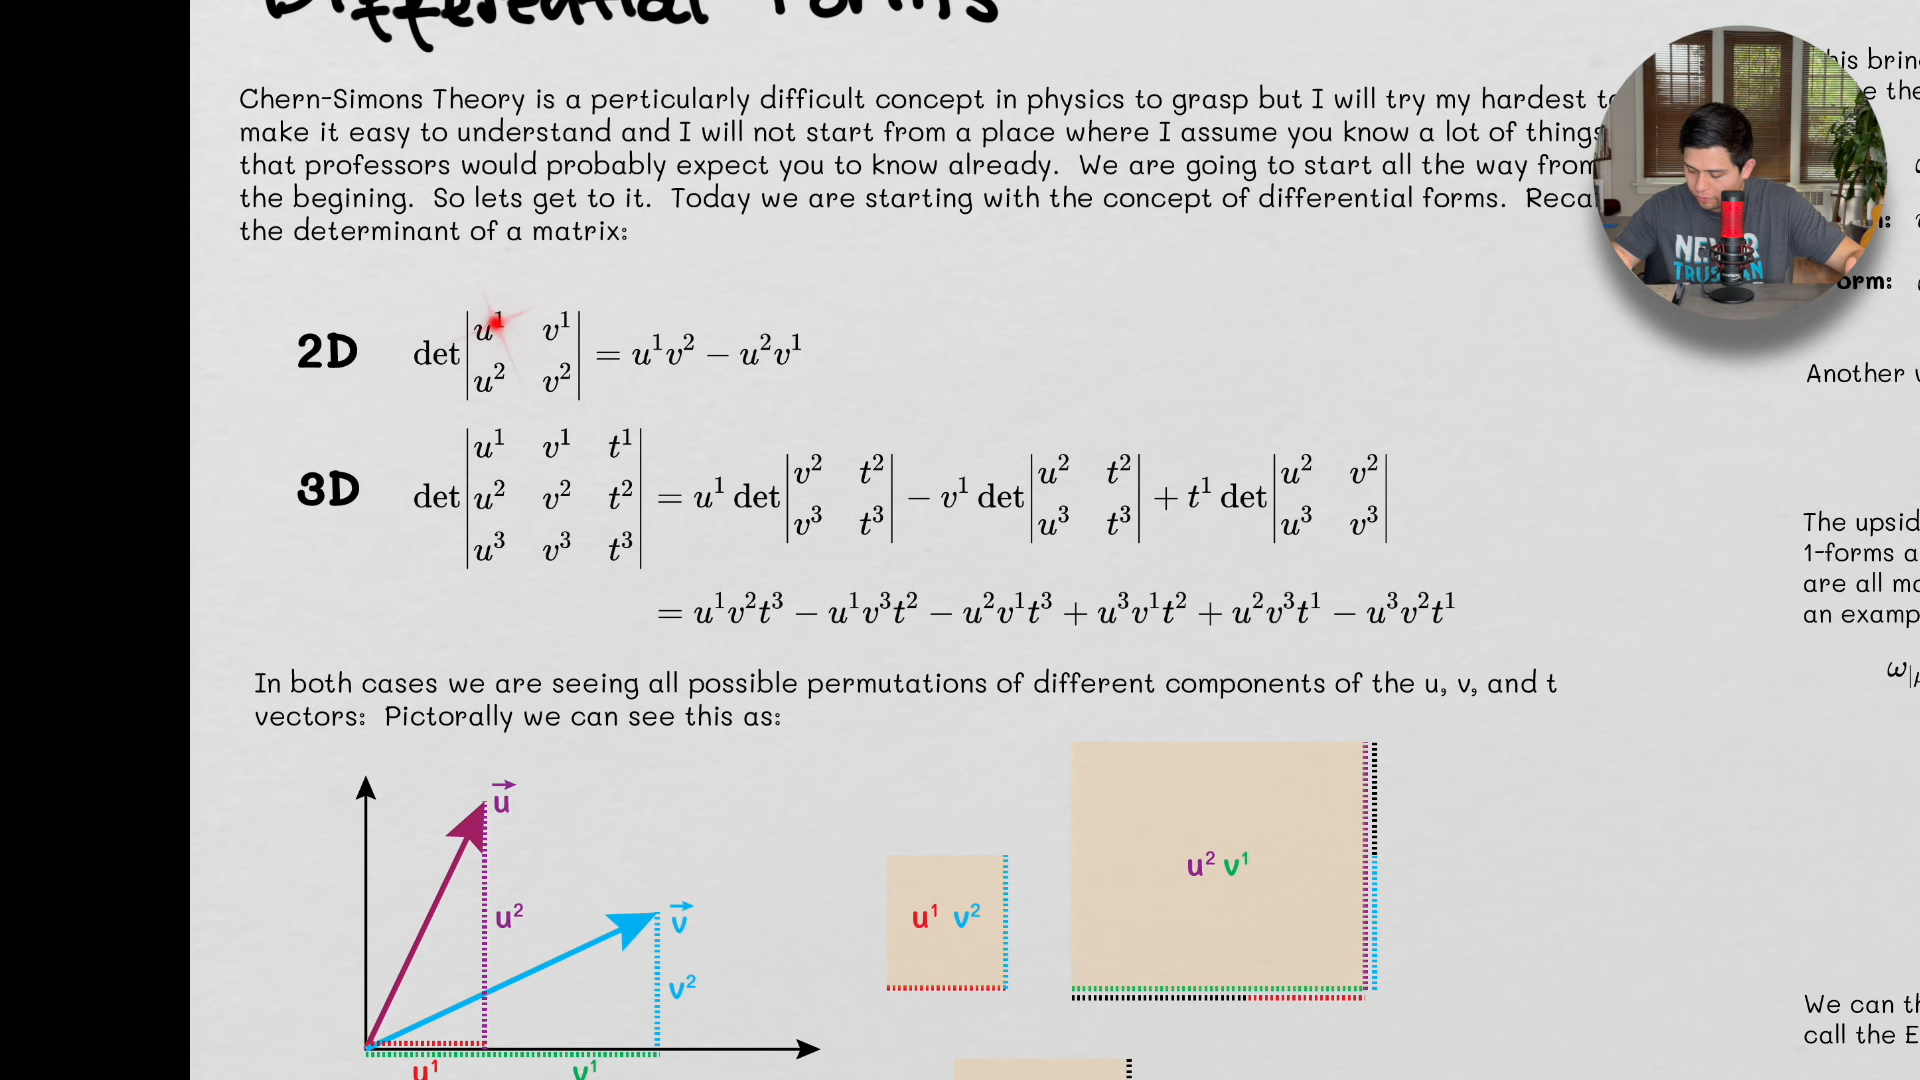 Differential Forms
Chern-Simons Theory is a perticularly difficult concept in physics to grasp but I will try my hardest
make it easy to understand and I will not start from a place where I assume you know a lot of things
that professors would probably expect you to know already. We are going to start all the way from
the begining. So lets get to it. Today we are starting with the concept of differential forms.
the determinant of a matrix:
2D det | u¹ v¹ |
| u² v² | = u¹v² − u²v¹
3D det | u¹ v¹ t¹ |
| u² v² t² |
| u³ v³ t³ | = u¹ det | v² t² |
| v³ t³ | − v¹ det | u² t² |
| u³ t³ | + t¹ det | u² v² |
| u³ v³ |
= u¹v²t³ − u¹v³t² − u²v¹t³ + u³v¹t² + u²v³t¹ − u³v²t¹
In both cases we are seeing all possible permutations of different components of the u, v, and t
vectors: Pictorally we can see this as:
u
u²
v
v²
u¹
v¹
u¹ v²
u² v¹
NEVER
TRUST AN
Another
The
1-forms
are all
an
We can
call the